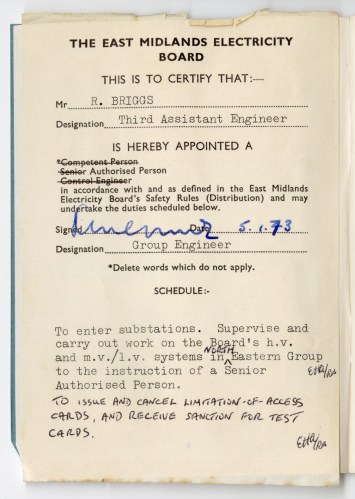 THE EAST MIDLANDS ELECTRICITY
BOARD
THIS IS TO CERTIFY THAT:—
Mr R. BRIGGS
Designation Third Assistant Engineer
IS HEREBY APPOINTED A
*Competent Person
Senior Authorised Person
Control Engineer
in accordance with and as defined in the East Midlands
Electricity Board's Safety Rules (Distribution) and may
undertake the duties scheduled below.
Signed Date 5.1.73
Designation Group Engineer
*Delete words which do not apply.
SCHEDULE:-
To enter substations. Supervise and
carry out work on the Board's h.v.
and m.v./l.v. systems in NORTH Eastern Group
to the instruction of a Senior
Authorised Person.
TO ISSUE AND CANCEL LIMITATION-OF-ACCESS
CARDS, AND RECEIVE SANCTION FOR TEST
CARDS.